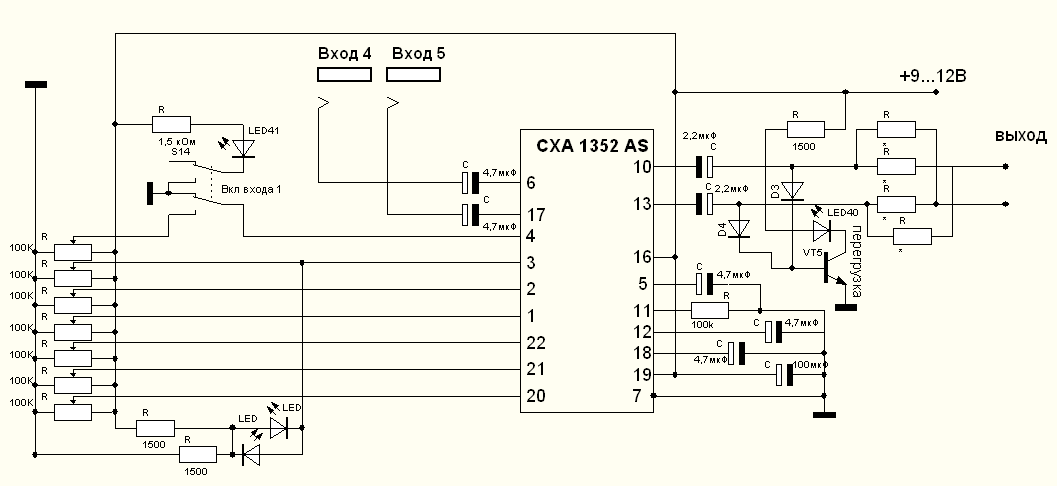 Вход 4 Вход 5
+9...12В
R
LED41
1,5 кОм
S14
Вкл входа 1
CXA 1352 AS
C
4,7мкФ
6
C
4,7мкФ
17
4
3
2
1
22
21
20
10
13
16
5
11
12
18
19
7
2,2мкФ
C
C
2,2мкФ
R
1500
R
*
R
*
R
*
выход
D3
D4
LED40
VT5
перегрузка
C
4,7мкФ
R
100k
C
4,7мкФ
C
4,7мкФ
C
100мкФ
R
100K
R
100K
R
100K
R
100K
R
100K
R
100K
R
100K
R
1500
LED
LED
R
1500